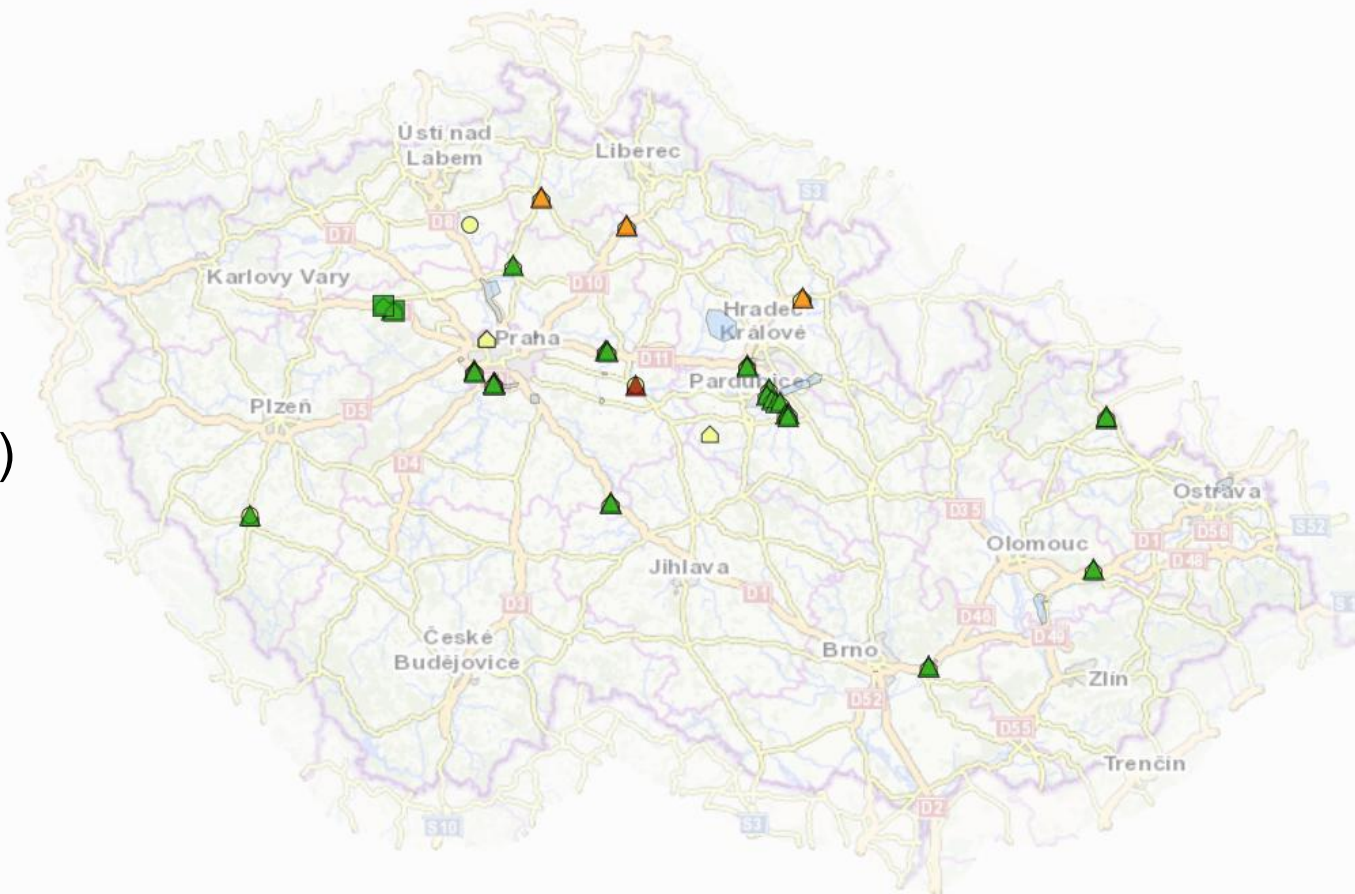 Ústí nad
Labem
Liberec
S3
D8
D7
Karlovy Vary
D10
Hradec
Králové
Praha
D11
Pardubice
Plzeň
D5
)
D4
Ostrava
D35
S52
D56
Olomouc
D1
D48
Jihlava
D1
D3
S1
D46
České
Budějovice
D49
Brno
Zlín
D52
D55
Trenčín
D2
S10
S3